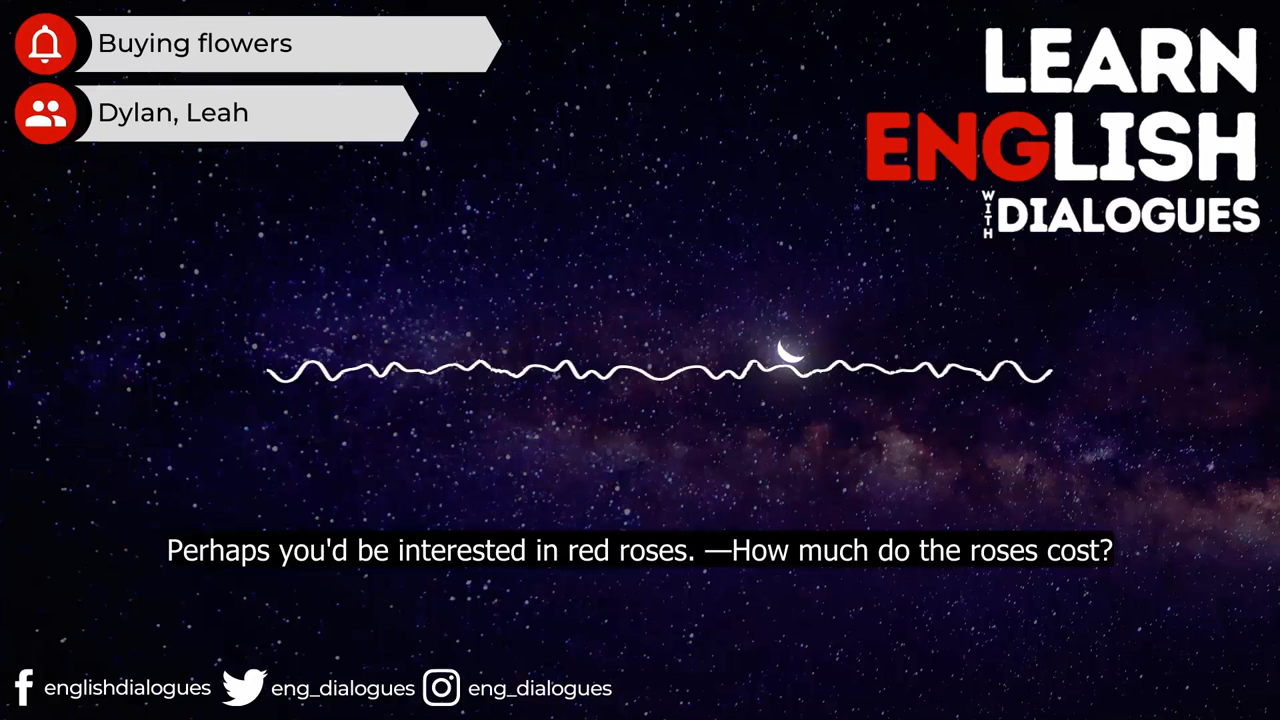 Buying flowers
Dylan, Leah
LEARN
ENGLISH
WITH DIALOGUES
Perhaps you'd be interested in red roses. —How much do the roses cost?
englishdialogues eng_dialogues eng_dialogues